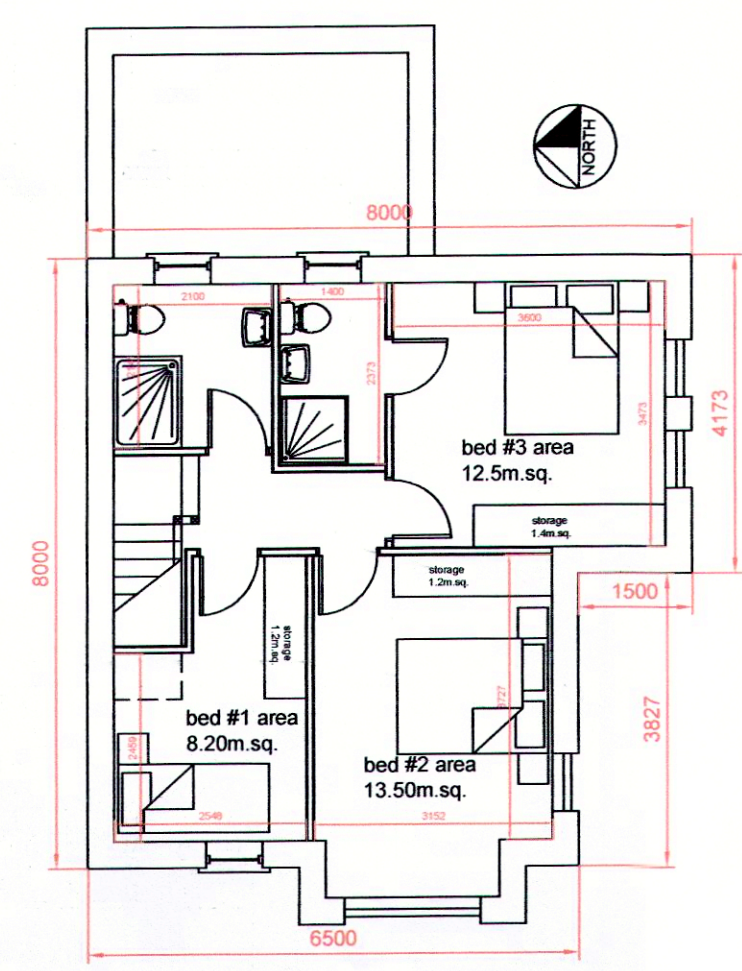 NORTH
8000
2100
1400
3600
2373
3473
4173
bed #3 area
12.5m.sq.
storage
1.4m.sq.
8000
storage
1.2m.sq.
1500
storage
1.2m.sq.
3827
bed #1 area
8.20m.sq.
2459
bed #2 area
13.50m.sq.
2548
3152
6500